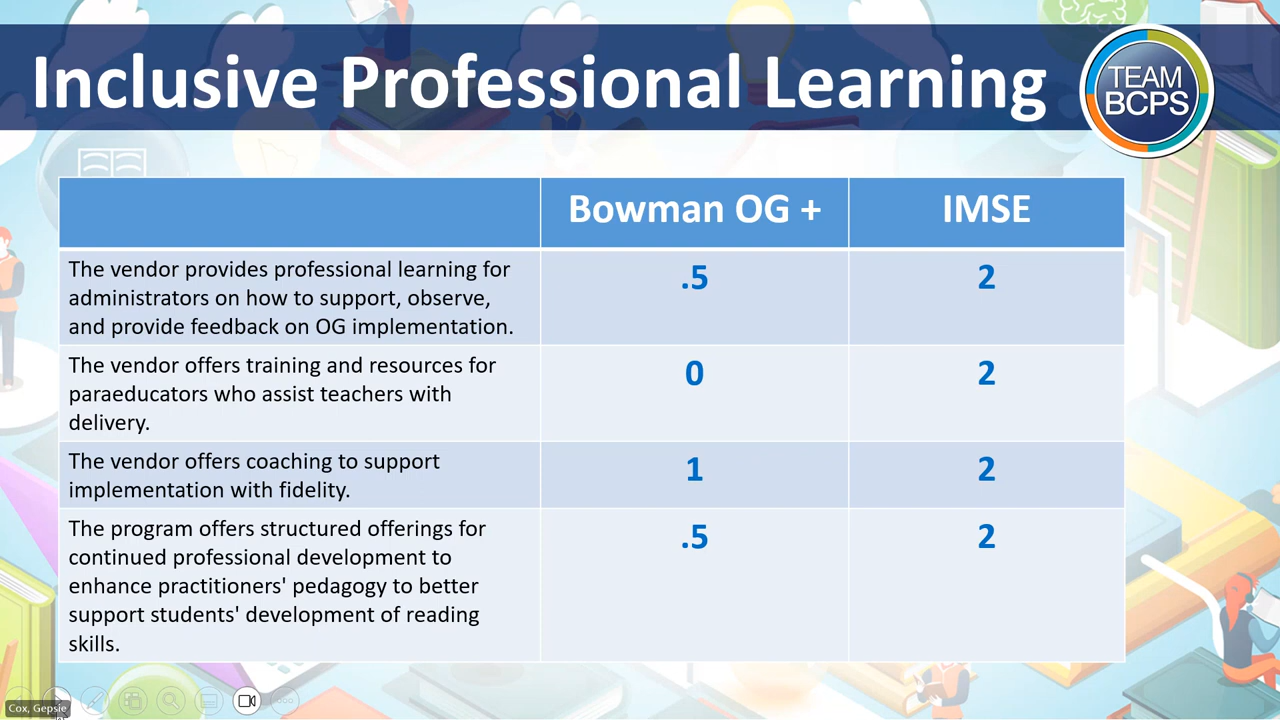 Inclusive Professional Learning
TEAM
BCPS
Bowman OG +
IMSE
The vendor provides professional learning for
administrators on how to support, observe,
and provide feedback on OG implementation.
.5
2
The vendor offers training and resources for
paraeducators who assist teachers with
delivery.
0
2
The vendor offers coaching to support
implementation with fidelity.
1
2
The program offers structured offerings for
continued professional development to
enhance practitioners' pedagogy to better
support students' development of reading
skills.
.5
2
Cox, Gepsie